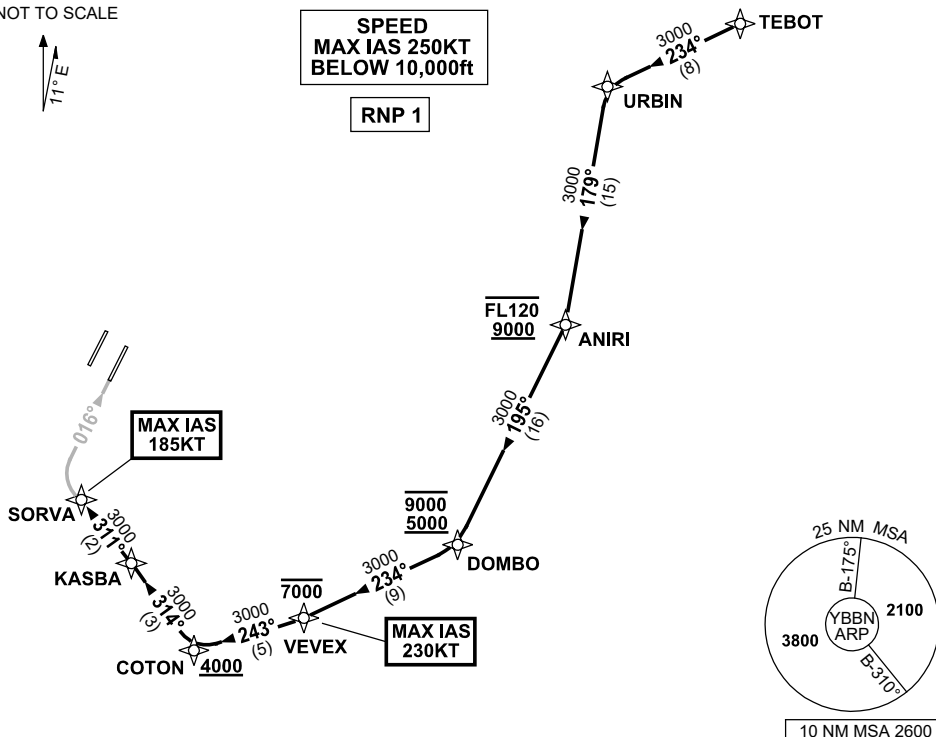 NOT TO SCALE
11° E
SPEED
MAX IAS 250KT
BELOW 10,000ft
RNP 1
TEBOT
3000
234°
(8)
URBIN
3000
179°
(15)
FL120
9000
ANIRI
3000
195°
(16)
016°
MAX IAS
185KT
SORVA
3000
311°
(2)
KASBA
3000
314°
(3)
COTON
4000
3000
243°
(5)
7000
VEVEX
MAX IAS
230KT
3000
234°
(9)
9000
5000
DOMBO
25 NM MSA
B-175°
YBBN
ARP
2100
3800
B-310°
10 NM MSA 2600